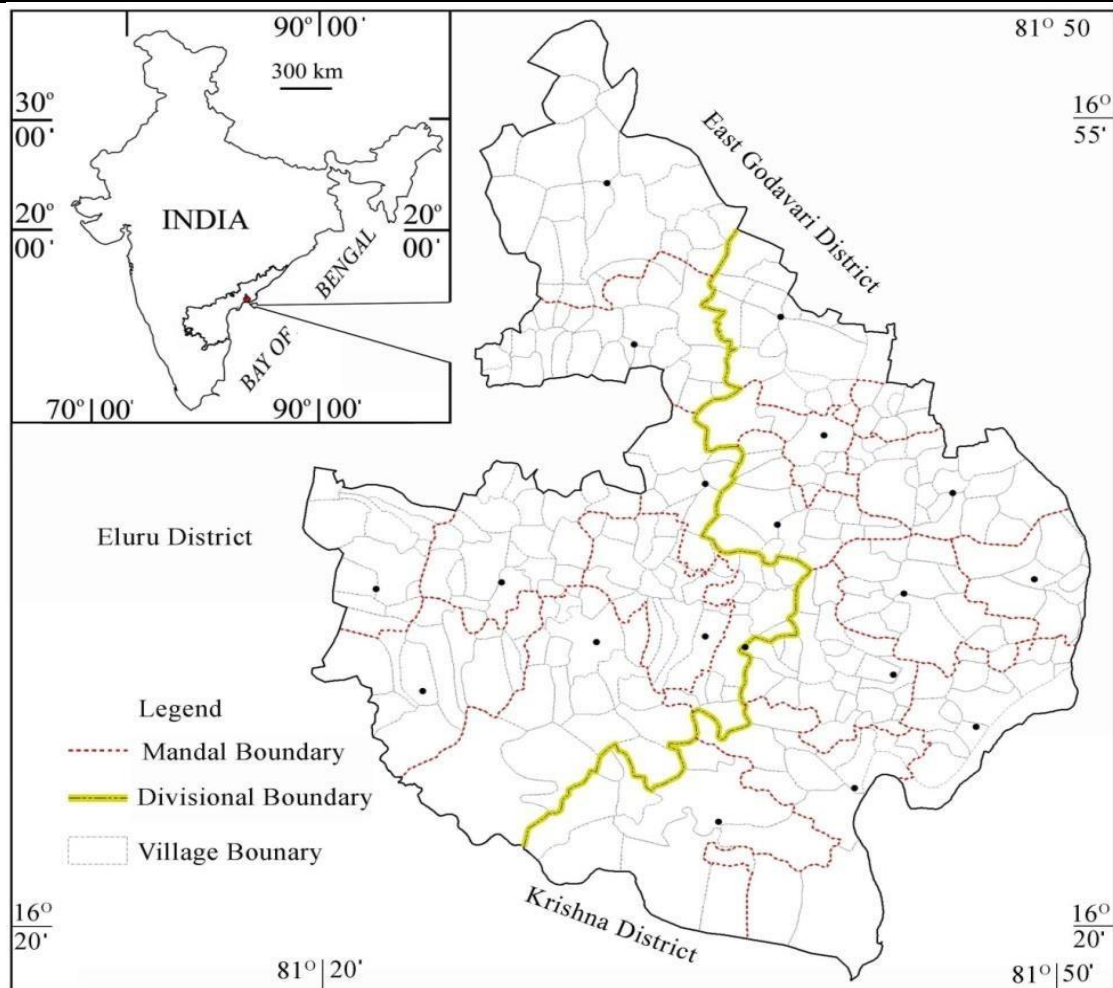 90° 00'
300 km
30°
00'
20°
00'
INDIA
20°
00'
BAY OF
BENGAL
70° 00'
90° 00'
81° 50
16°
55'
East Godavari District
Eluru District
Legend
Mandal Boundary
Divisional Boundary
Village Bounary
Krishna District
16°
20'
16°
20'
81° 20'
81° 50'